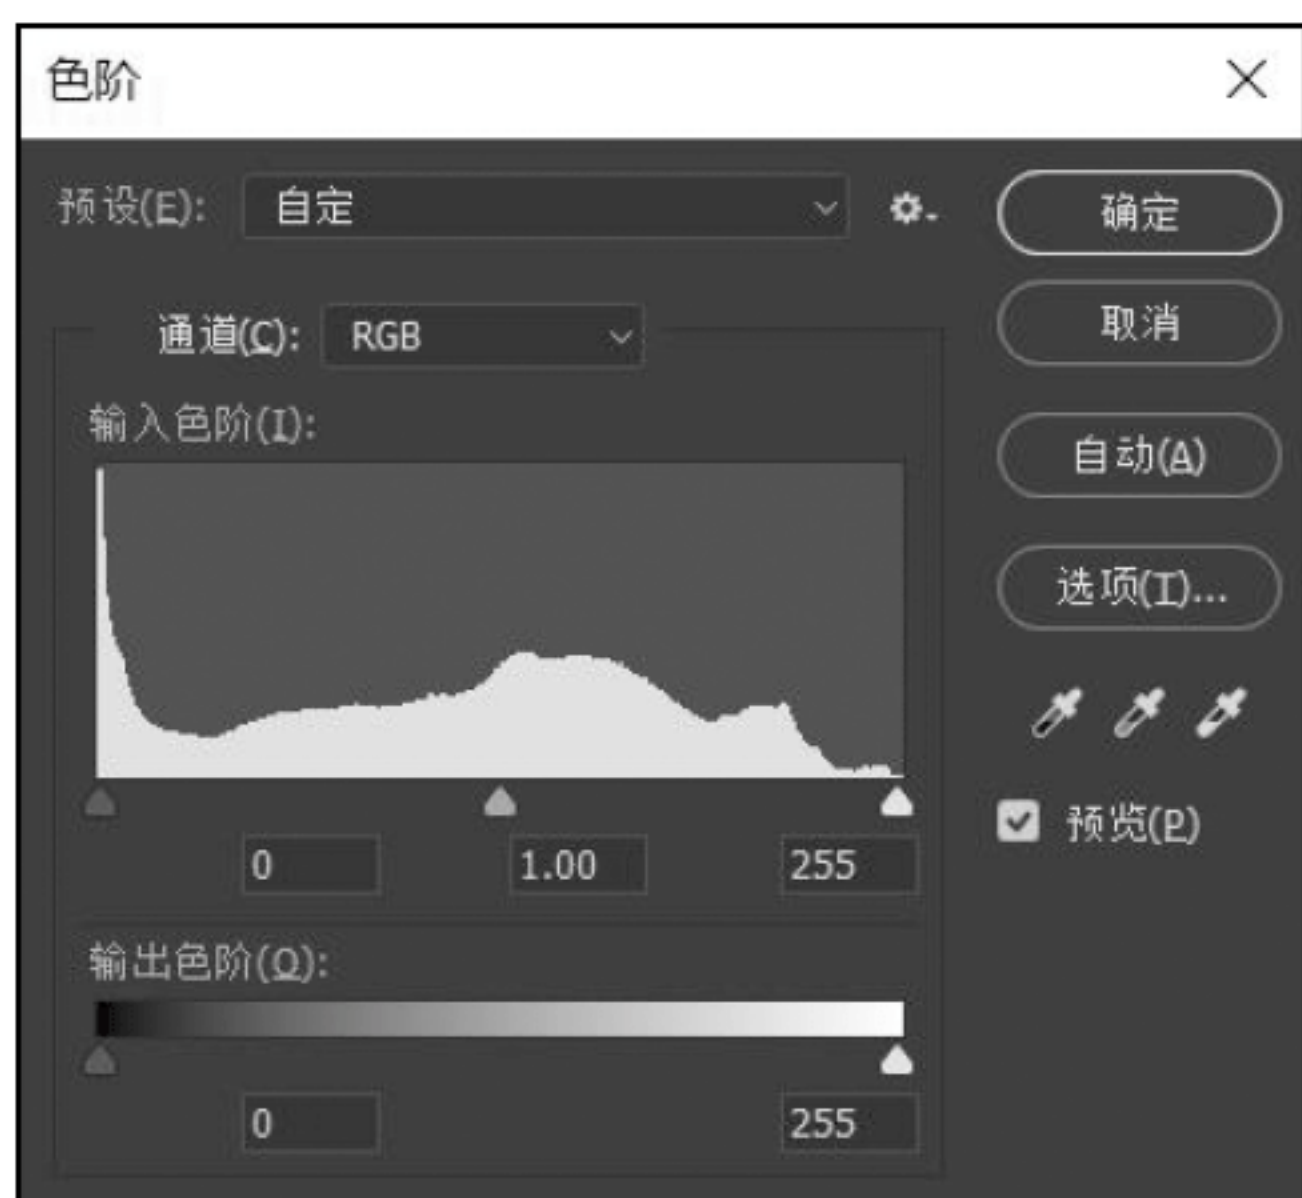 色阶
预设(E): 自定
确定
通道(C): RGB
取消
输入色阶(I):
自动(A)
选项(T)...
预览(P)
0 1.00 255
输出色阶(O):
0 255